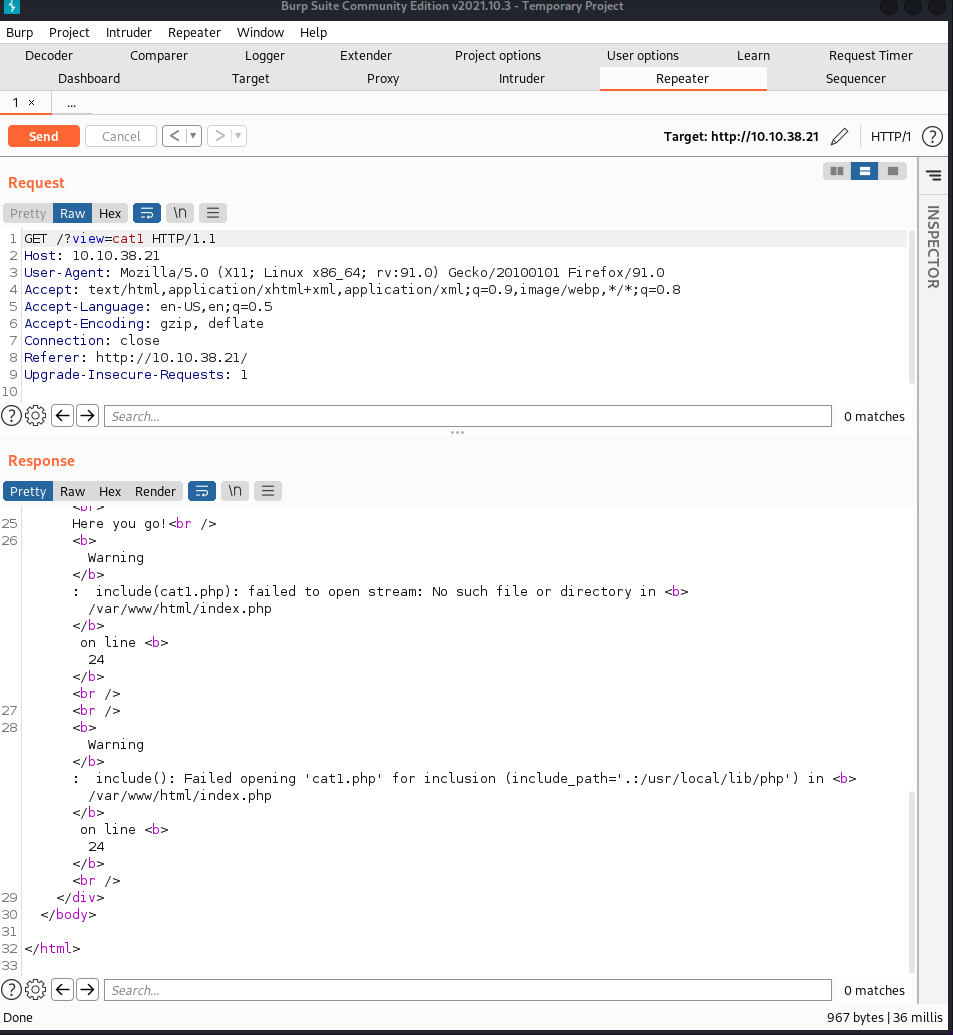 Burp Suite Community Edition v2021.10.3 - Temporary Project
Burp Project Intruder Repeater Window Help
Decoder Comparer Logger Extender Project options User options Learn Request Timer
Dashboard Target Proxy Intruder Repeater Sequencer
1 × ...
Send Cancel < > Target: http://10.10.38.21 HTTP/1 ?
Request
Pretty Raw Hex \n
INSPECTOR
1 GET /?view=cat1 HTTP/1.1
2 Host: 10.10.38.21
3 User-Agent: Mozilla/5.0 (X11; Linux x86_64; rv:91.0) Gecko/20100101 Firefox/91.0
4 Accept: text/html,application/xhtml+xml,application/xml;q=0.9,image/webp,*/*;q=0.8
5 Accept-Language: en-US,en;q=0.5
6 Accept-Encoding: gzip, deflate
7 Connection: close
8 Referer: http://10.10.38.21/
9 Upgrade-Insecure-Requests: 1
10
? Search... 0 matches
Response
Pretty Raw Hex Render \n
<br>
25 Here you go!<br />
26 <b>
Warning
</b>
: include(cat1.php): failed to open stream: No such file or directory in <b>
/var/www/html/index.php
</b>
on line <b>
24
</b>
<br />
27 <br />
28 <b>
Warning
</b>
: include(): Failed opening 'cat1.php' for inclusion (include_path='.:/usr/local/lib/php') in <b>
/var/www/html/index.php
</b>
on line <b>
24
</b>
<br />
29 </div>
30 </body>
31
32 </html>
33
? Search... 0 matches
Done 967 bytes | 36 millis